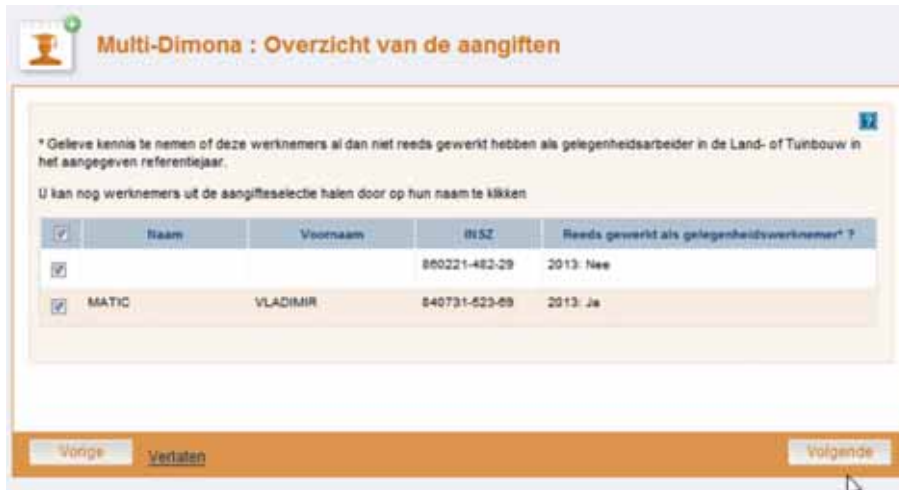 Multi-Dimona : Overzicht van de aangiften
?
* Gelieve kennis te nemen of deze werknemers al dan niet reeds gewerkt hebben als gelegenheidsarbeider in de Land- of Tuinbouw in
het aangegeven referentiejaar.
U kan nog werknemers uit de aangifteselectie halen door op hun naam te klikken
Naam Voornaam INSZ Reeds gewerkt als gelegenheidswerknemer* ?
860221-482-29 2013: Nee
MATIC VLADIMIR 840731-523-69 2013: Ja
Vorige Verlaten Volgende